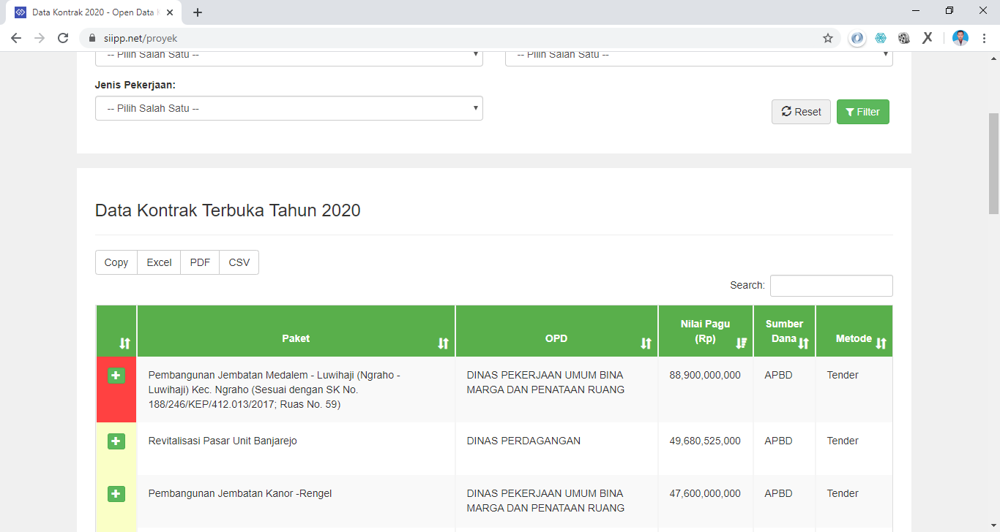 Data Kontrak 2020 - Open Data
siipp.net/proyek
-- Pilih Salah Satu --
-- Pilih Salah Satu --
Jenis Pekerjaan:
-- Pilih Salah Satu --
Reset
Filter
Data Kontrak Terbuka Tahun 2020
Copy
Excel
PDF
CSV
Search:
Paket
OPD
Nilai Pagu
(Rp)
Sumber
Dana
Metode
Pembangunan Jembatan Medalem - Luwihaji (Ngraho -
Luwihaji) Kec. Ngraho (Sesuai dengan SK No.
188/246/KEP/412.013/2017; Ruas No. 59)
DINAS PEKERJAAN UMUM BINA
MARGA DAN PENATAAN RUANG
88,900,000,000
APBD
Tender
Revitalisasi Pasar Unit Banjarejo
DINAS PERDAGANGAN
49,680,525,000
APBD
Tender
Pembangunan Jembatan Kanor -Rengel
DINAS PEKERJAAN UMUM BINA
MARGA DAN PENATAAN RUANG
47,600,000,000
APBD
Tender